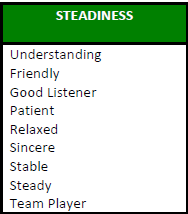 STEADINESS
Understanding
Friendly
Good Listener
Patient
Relaxed
Sincere
Stable
Steady
Team Player